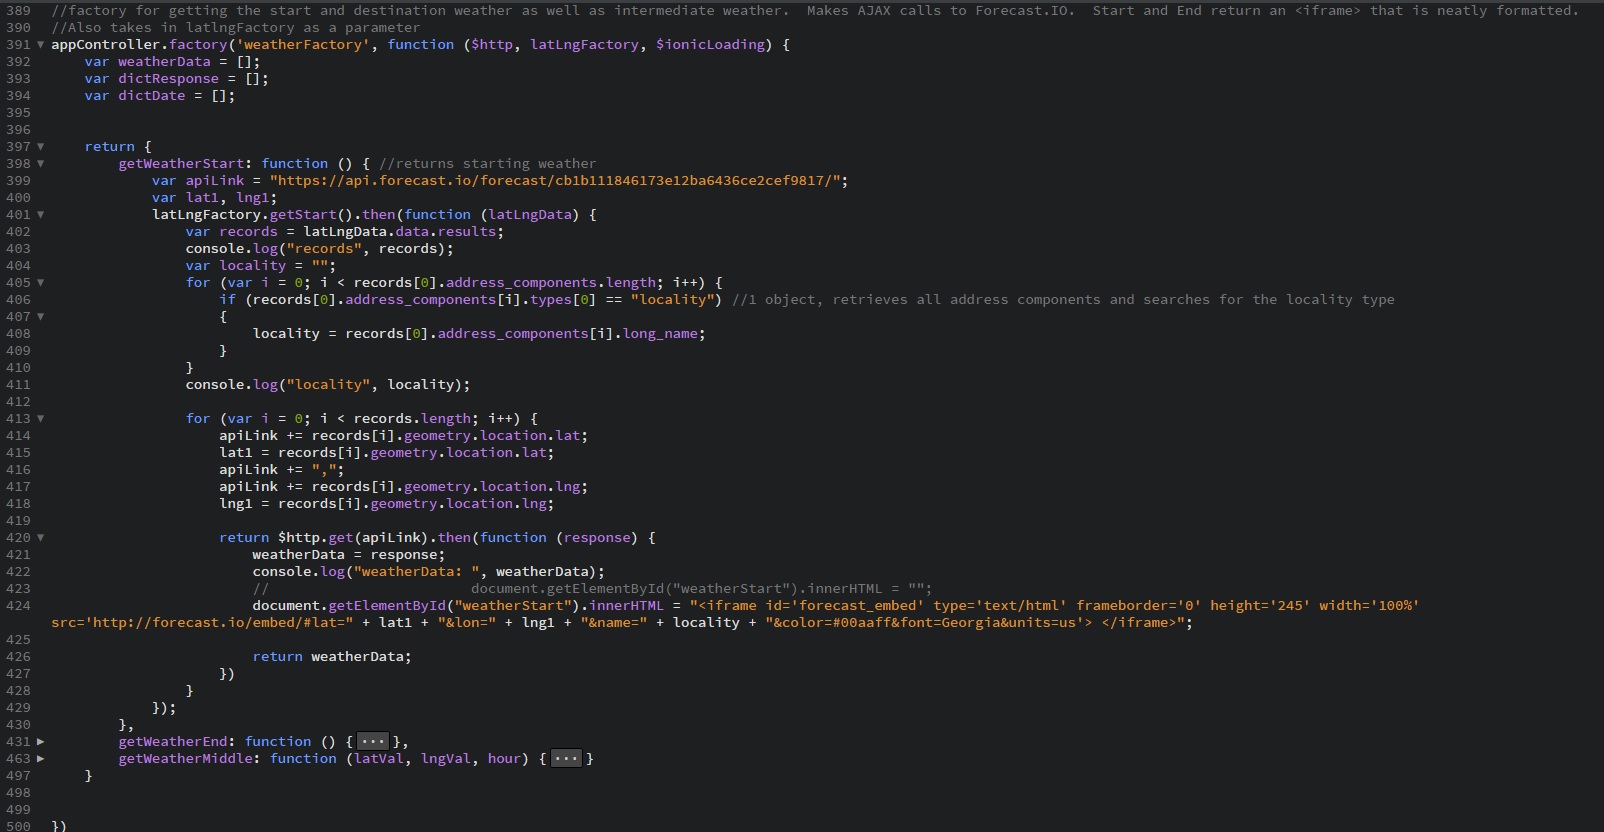 389 //factory for getting the start and destination weather as well as intermediate weather.  Makes AJAX calls to Forecast.IO.  Start and End return an <iframe> that is neatly formatted.
390 //Also takes in latlngFactory as a parameter
391 ▼ appController.factory('weatherFactory', function ($http, latLngFactory, $ionicLoading) {
392     var weatherData = [];
393     var dictResponse = [];
394     var dictDate = [];
395
396
397 ▼     return {
398 ▼         getWeatherStart: function () { //returns starting weather
399             var apiLink = "https://api.forecast.io/forecast/cb1b111846173e12ba6436ce2cef9817/";
400             var lat1, lng1;
401 ▼             latLngFactory.getStart().then(function (latLngData) {
402                 var records = latLngData.data.results;
403                 console.log("records", records);
404                 var locality = "";
405 ▼                 for (var i = 0; i < records[0].address_components.length; i++) {
406                     if (records[0].address_components[i].types[0] == "locality") //1 object, retrieves all address components and searches for the locality type
407 ▼                     {
408                         locality = records[0].address_components[i].long_name;
409                     }
410                 }
411                 console.log("locality", locality);
412
413 ▼                 for (var i = 0; i < records.length; i++) {
414                     apiLink += records[i].geometry.location.lat;
415                     lat1 = records[i].geometry.location.lat;
416                     apiLink += ",";
417                     apiLink += records[i].geometry.location.lng;
418                     lng1 = records[i].geometry.location.lng;
419
420 ▼                     return $http.get(apiLink).then(function (response) {
421                         weatherData = response;
422                         console.log("weatherData: ", weatherData);
423                         //                        document.getElementById("weatherStart").innerHTML = "";
424                         document.getElementById("weatherStart").innerHTML = "<iframe id='forecast_embed' type='text/html' frameborder='0' height='245' width='100%'
src='http://forecast.io/embed/#lat=" + lat1 + "&lon=" + lng1 + "&name=" + locality + "&color=#00aaff&font=Georgia&units=us'> </iframe>";
425
426                         return weatherData;
427                     })
428                 }
429             });
430         },
431 ▶         getWeatherEnd: function () {...},
463 ▶         getWeatherMiddle: function (latVal, lngVal, hour) {...}
497     }
498
499
500 })